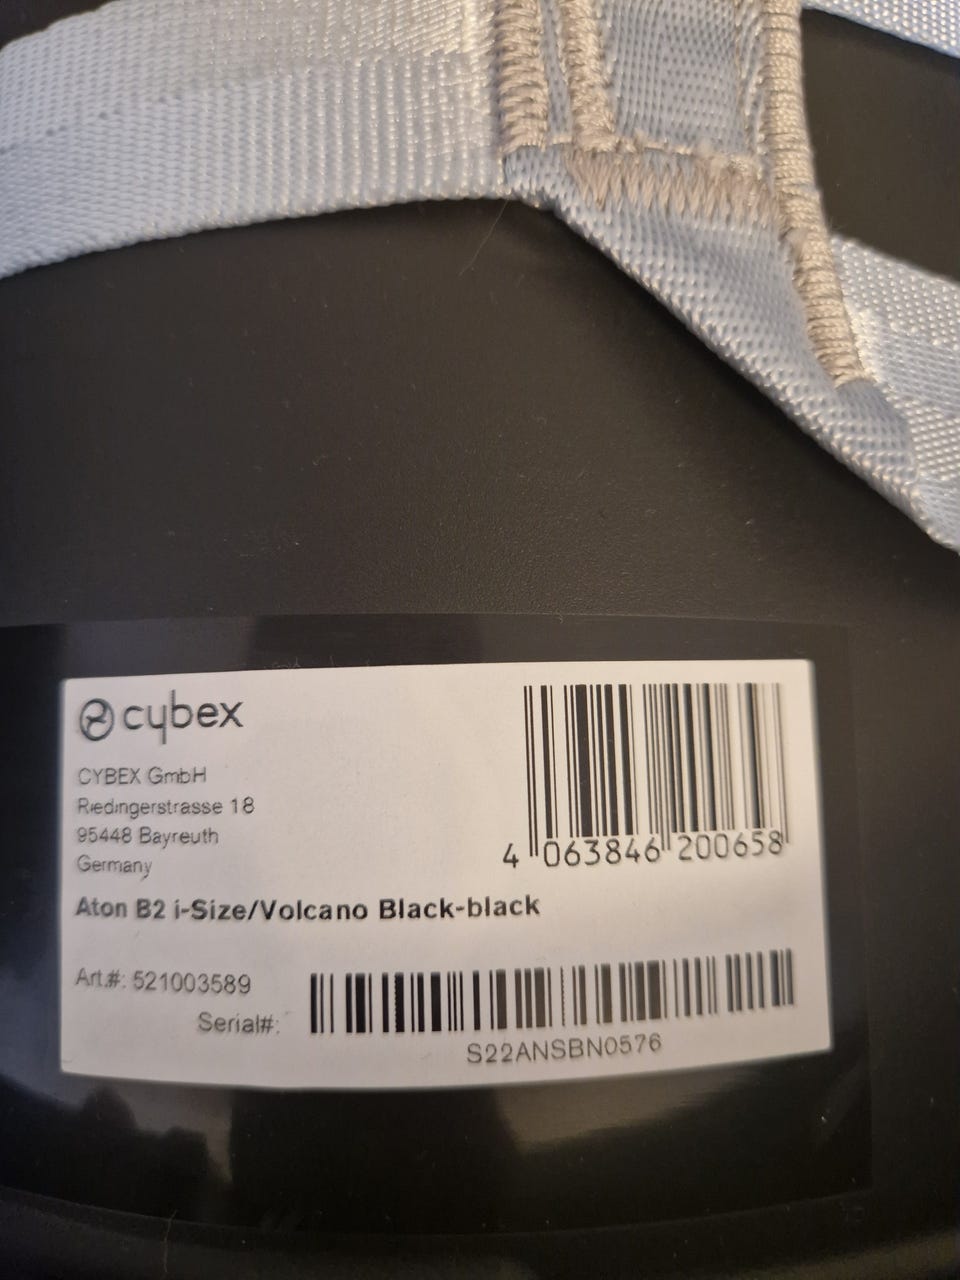 cybex
CYBEX GmbH
Riedingerstrasse 18
95448 Bayreuth
Germany
4 063846 200658
Aton B2 i-Size/Volcano Black-black
Art.#: 521003589
Serial#:
S22ANSBN0576